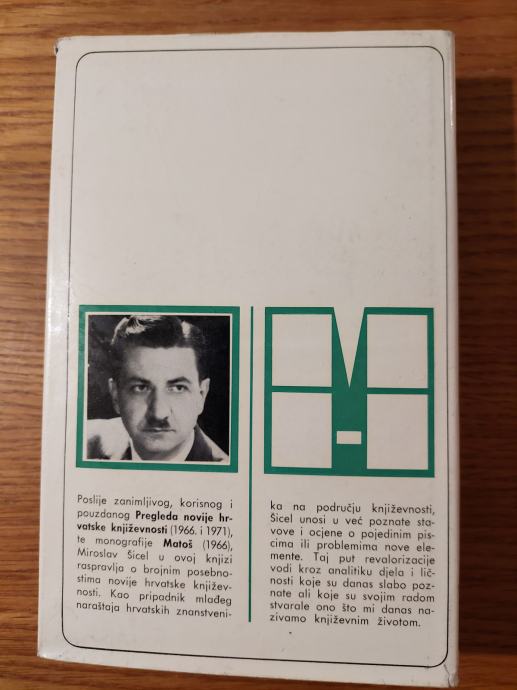 Poslije zanimljivog, korisnog i
pouzdanog Pregleda novije hr-
vatske književnosti (1966. i 1971),
te monografije Matoš (1966),
Miroslav Šicel u ovoj knjizi
raspravlja o brojnim posebno-
stima novije hrvatske književ-
nosti. Kao pripadnik mlađeg
naraštaja hrvatskih znanstveni-
ka na području književnosti,
Šicel unosi u već poznate sta-
vove i ocjene o pojedinim pis-
cima ili problemima nove ele-
mente. Taj put revalorizacije
vodi kroz analitiku djela i lič-
nosti koje su danas slabo poz-
nate ali koje su svojim radom
stvarale ono što mi danas na-
zivamo književnim životom.